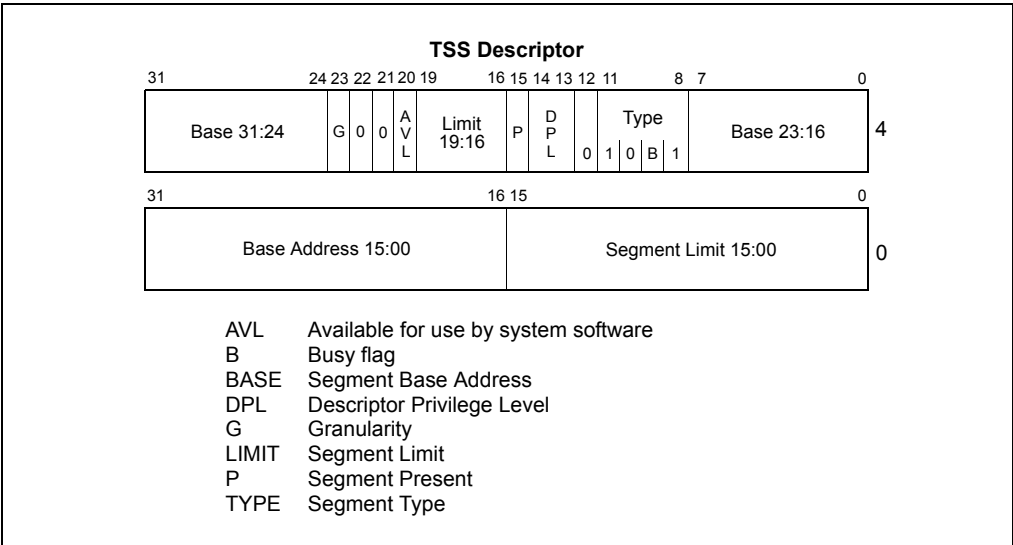 TSS Descriptor
31 24 23 22 21 20 19 16 15 14 13 12 11 8 7 0
Base 31:24 G 0 0 AVL Limit 19:16 P DPL 0 Type 1 0 B 1 Base 23:16 4
31 16 15 0
Base Address 15:00 Segment Limit 15:00 0
AVL Available for use by system software
B Busy flag
BASE Segment Base Address
DPL Descriptor Privilege Level
G Granularity
LIMIT Segment Limit
P Segment Present
TYPE Segment Type